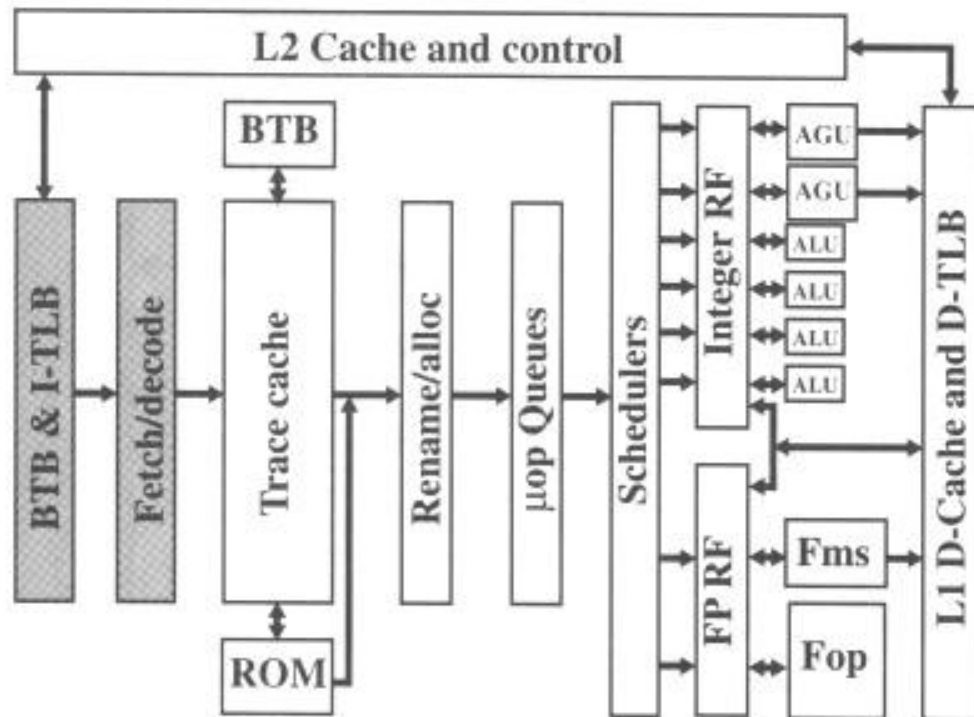 L2 Cache and control
BTB
BTB & I-TLB
Fetch/decode
Trace cache
ROM
Rename/alloc
µop Queues
Schedulers
Integer RF
FP RF
AGU
AGU
ALU
ALU
ALU
ALU
Fms
Fop
L1 D-Cache and D-TLB